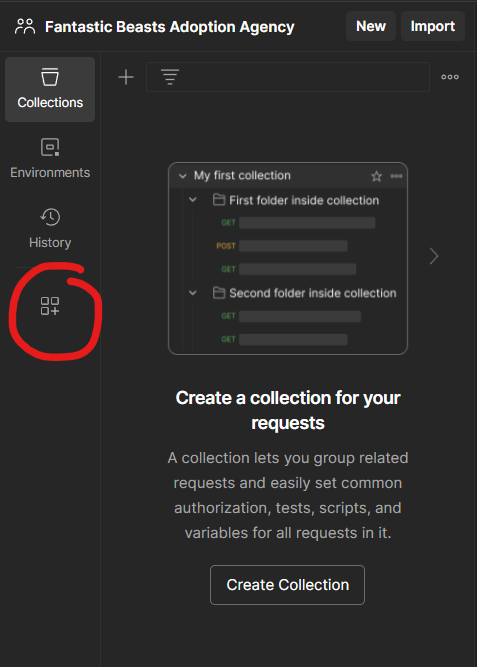 Fantastic Beasts Adoption Agency
New
Import
Collections
Environments
History
My first collection
First folder inside collection
GET
POST
GET
Second folder inside collection
GET
GET
Create a collection for your
requests
A collection lets you group related
requests and easily set common
authorization, tests, scripts, and
variables for all requests in it.
Create Collection